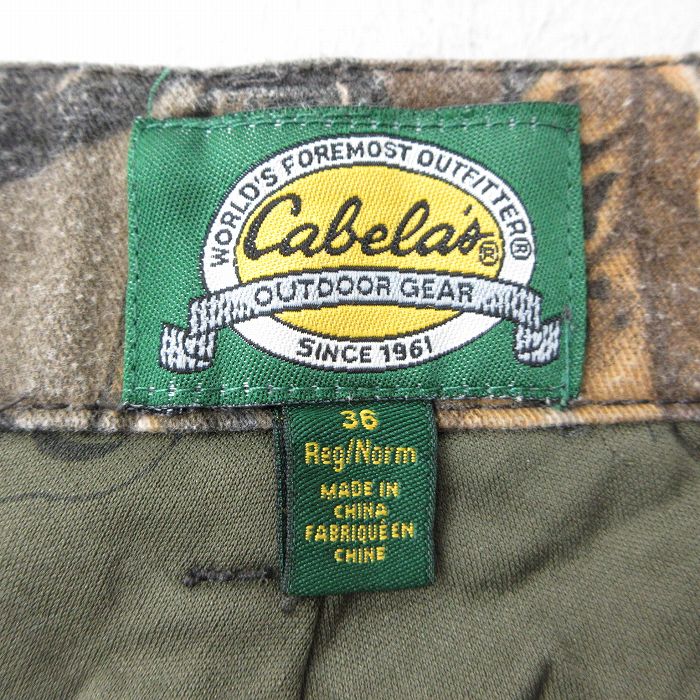 WORLD'S FOREMOST OUTFITTER®
Cabela's®
OUTDOOR GEAR
SINCE 1961
36
Reg/Norm
MADE IN
CHINA
FABRIQUÉ EN
CHINE